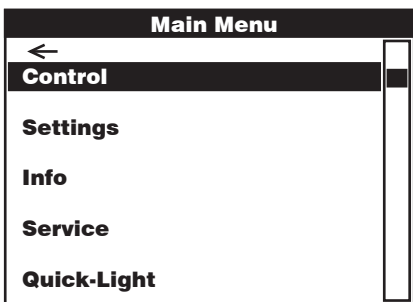 Main Menu
←
Control
Settings
Info
Service
Quick-Light